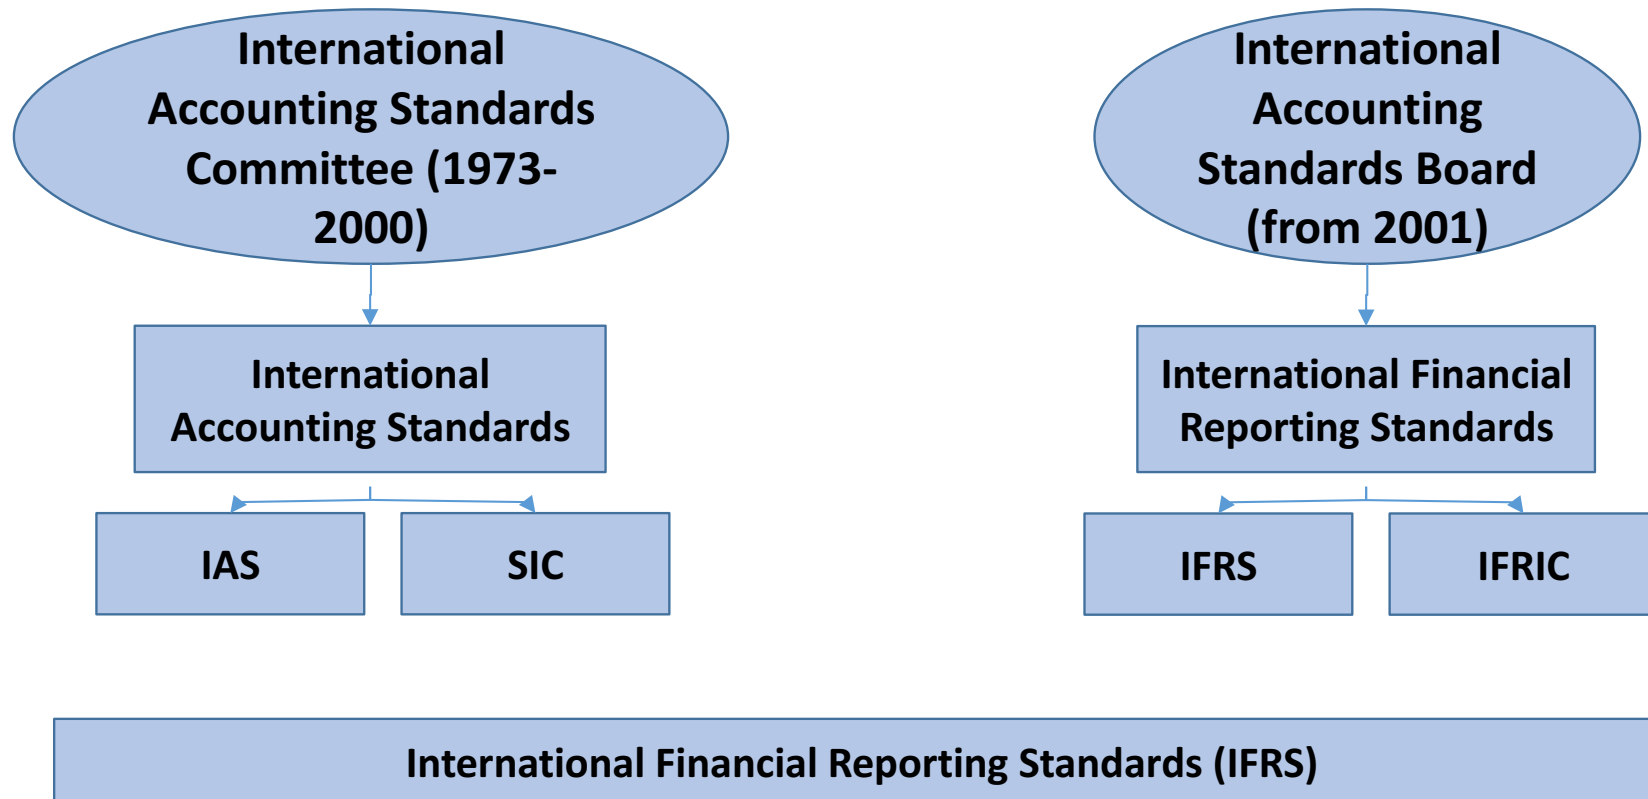 International
Accounting Standards
Committee (1973-
2000)
International
Accounting
Standards Board
(from 2001)
International
Accounting Standards
International Financial
Reporting Standards
IAS
SIC
IFRS
IFRIC
International Financial Reporting Standards (IFRS)